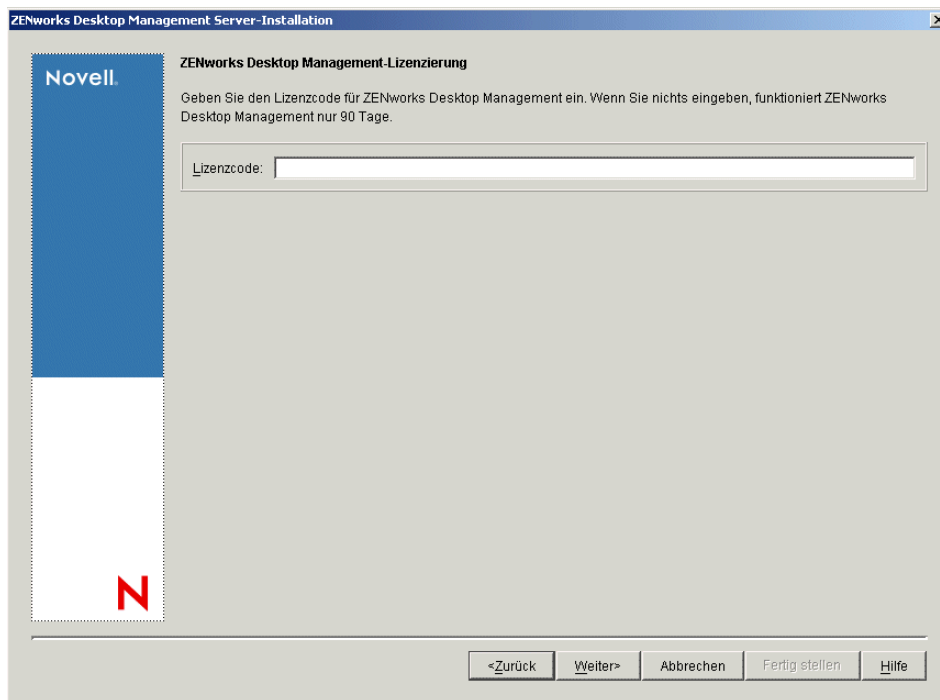 ZENworks Desktop Management Server-Installation
Novell.
ZENworks Desktop Management-Lizenzierung
Geben Sie den Lizenzcode für ZENworks Desktop Management ein. Wenn Sie nichts eingeben, funktioniert ZENworks
Desktop Management nur 90 Tage.
Lizenzcode:
N
<Zurück Weiter> Abbrechen Fertig stellen Hilfe